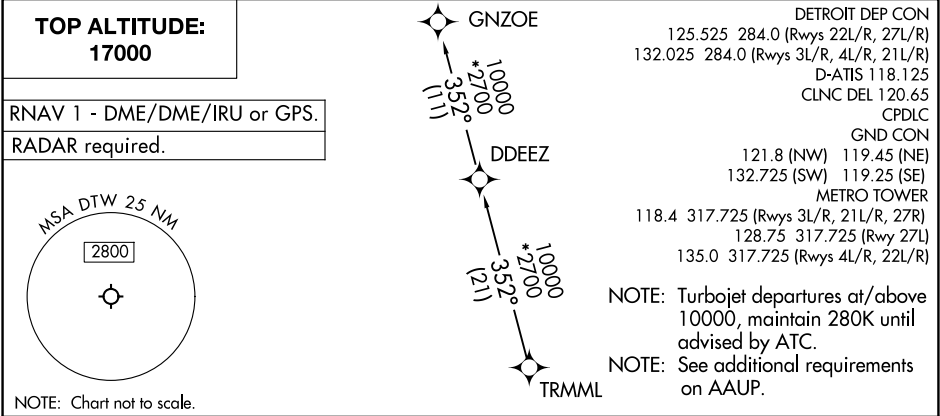 TOP ALTITUDE:
17000
RNAV 1 - DME/DME/IRU or GPS.
RADAR required.
MSA DTW 25 NM
2800
NOTE: Chart not to scale.
GNZOE
10000
*2700
352°
(11)
DDEEZ
10000
*2700
352°
(21)
TRMML
DETROIT DEP CON
125.525 284.0 (Rwys 22L/R, 27L/R)
132.025 284.0 (Rwys 3L/R, 4L/R, 21L/R)
D-ATIS 118.125
CLNC DEL 120.65
CPDLC
GND CON
121.8 (NW) 119.45 (NE)
132.725 (SW) 119.25 (SE)
METRO TOWER
118.4 317.725 (Rwys 3L/R, 21L/R, 27R)
128.75 317.725 (Rwy 27L)
135.0 317.725 (Rwys 4L/R, 22L/R)
NOTE: Turbojet departures at/above
10000, maintain 280K until
advised by ATC.
NOTE: See additional requirements
on AAUP.